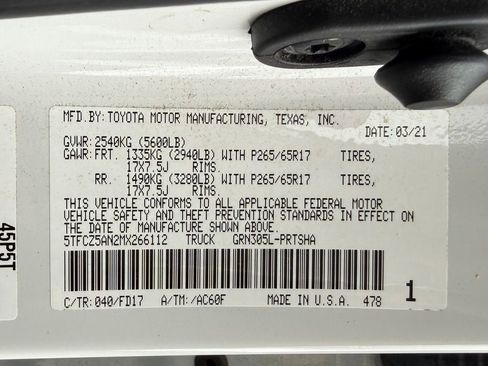 MFD.BY: TOYOTA MOTOR MANUFACTURING, TEXAS, INC.
DATE: 03/21
GVWR: 2540KG (5600LB)
GAWR: FRT. 1335KG (2940LB) WITH P265/65R17 TIRES,
17X7.5J RIMS.
RR. 1490KG (3280LB) WITH P265/65R17 TIRES,
17X7.5J RIMS.
THIS VEHICLE CONFORMS TO ALL APPLICABLE FEDERAL MOTOR
VEHICLE SAFETY AND THEFT PREVENTION STANDARDS IN EFFECT ON
THE DATE OF MANUFACTURE SHOWN ABOVE.
5TFCZ5AN2MX266112 TRUCK GRN305L-PRTSHA
C/TR: 040/FD17 A/TM: /AC60F MADE IN U.S.A. 478
1
45P5T